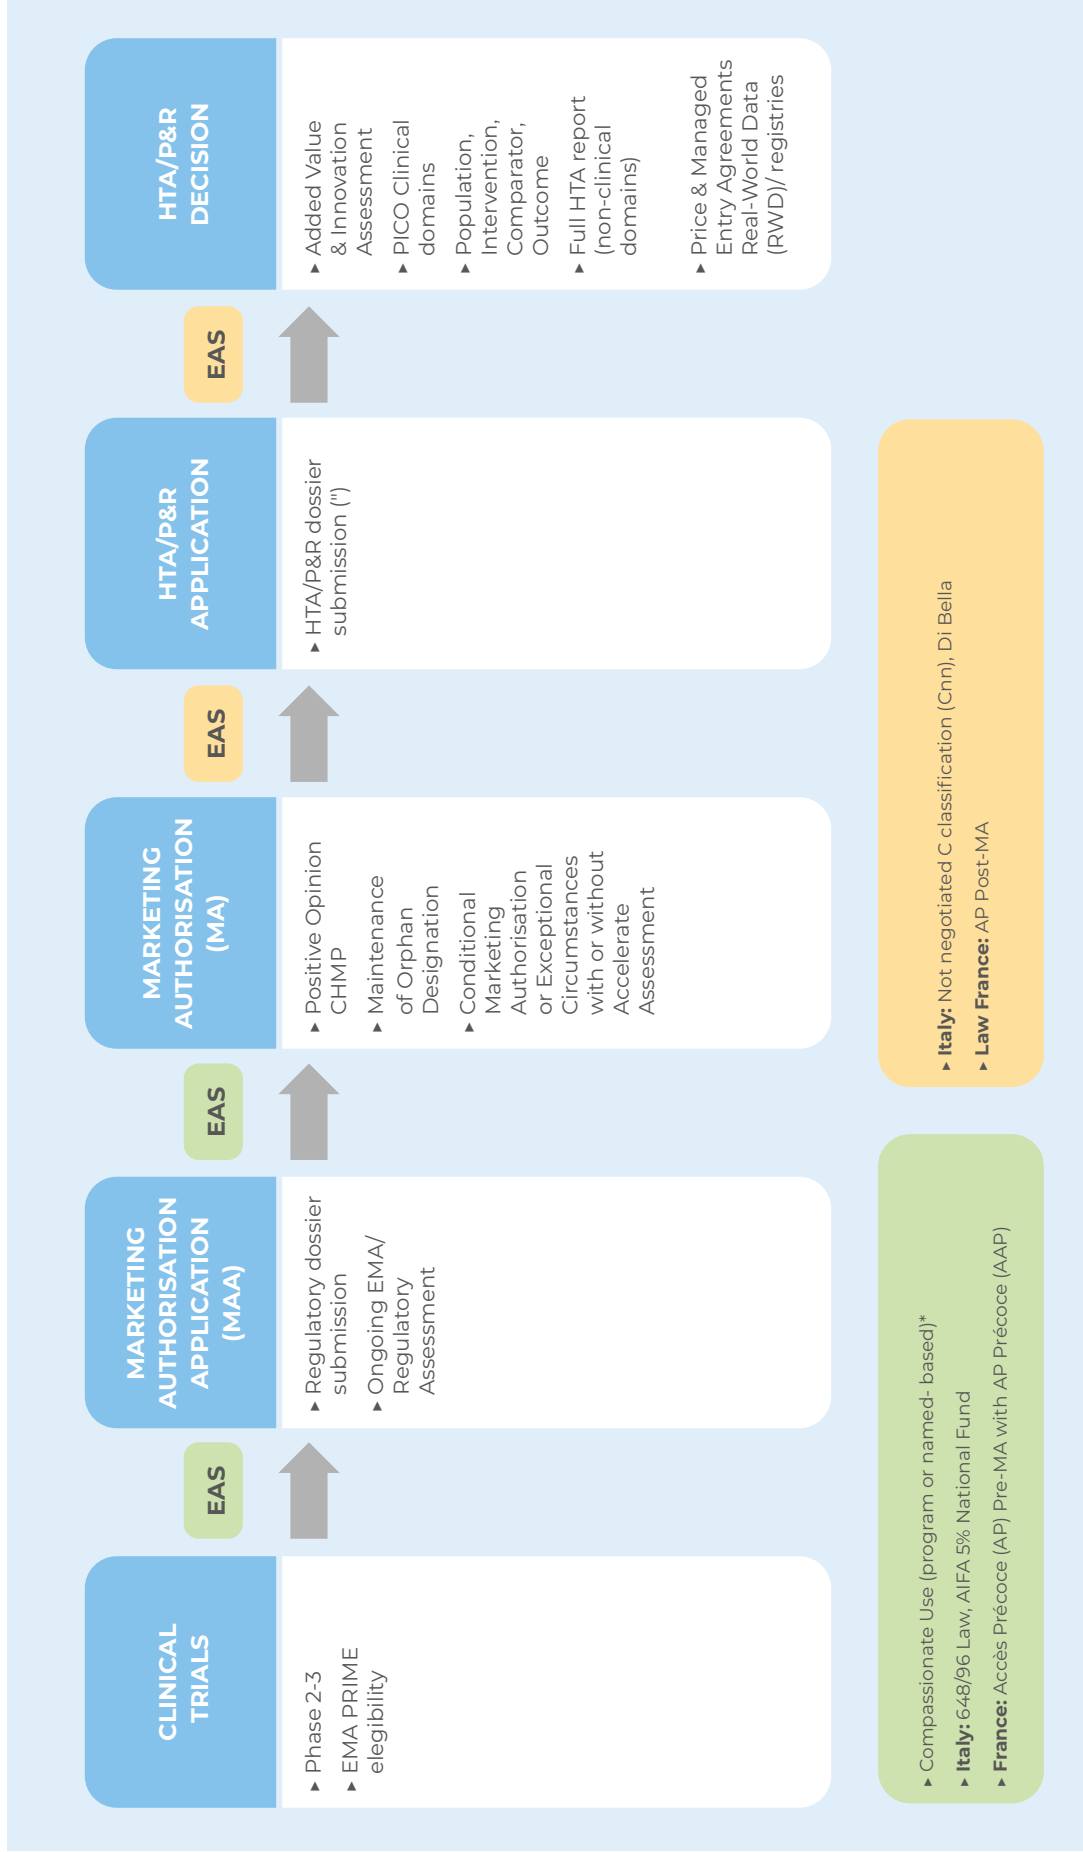 CLINICAL
TRIALS
▸ Phase 2-3
▸ EMA PRIME
elegibility
EAS
MARKETING
AUTHORISATION
APPLICATION
(MAA)
▸ Regulatory dossier
submission
▸ Ongoing EMA/
Regulatory
Assessment
EAS
MARKETING
AUTHORISATION
(MA)
▸ Positive Opinion
CHMP
▸ Maintenance
of Orphan
Designation
▸ Conditional
Marketing
Authorisation
or Exceptional
Circumstances
with or without
Accelerate
Assessment
EAS
HTA/P&R
APPLICATION
▸ HTA/P&R dossier
submission (")
EAS
HTA/P&R
DECISION
▸ Added Value
& Innovation
Assessment
▸ PICO Clinical
domains
▸ Population,
Intervention,
Comparator,
Outcome
▸ Full HTA report
(non-clinical
domains)
▸ Price & Managed
Entry Agreements
Real-World Data
(RWD)/ registries
▸ Compassionate Use (program or named- based)*
▸ Italy: 648/96 Law, AIFA 5% National Fund
▸ France: Accès Précoce (AP) Pre-MA with AP Précoce (AAP)
▸ Italy: Not negotiated C classification (Cnn), Di Bella
▸ Law France: AP Post-MA